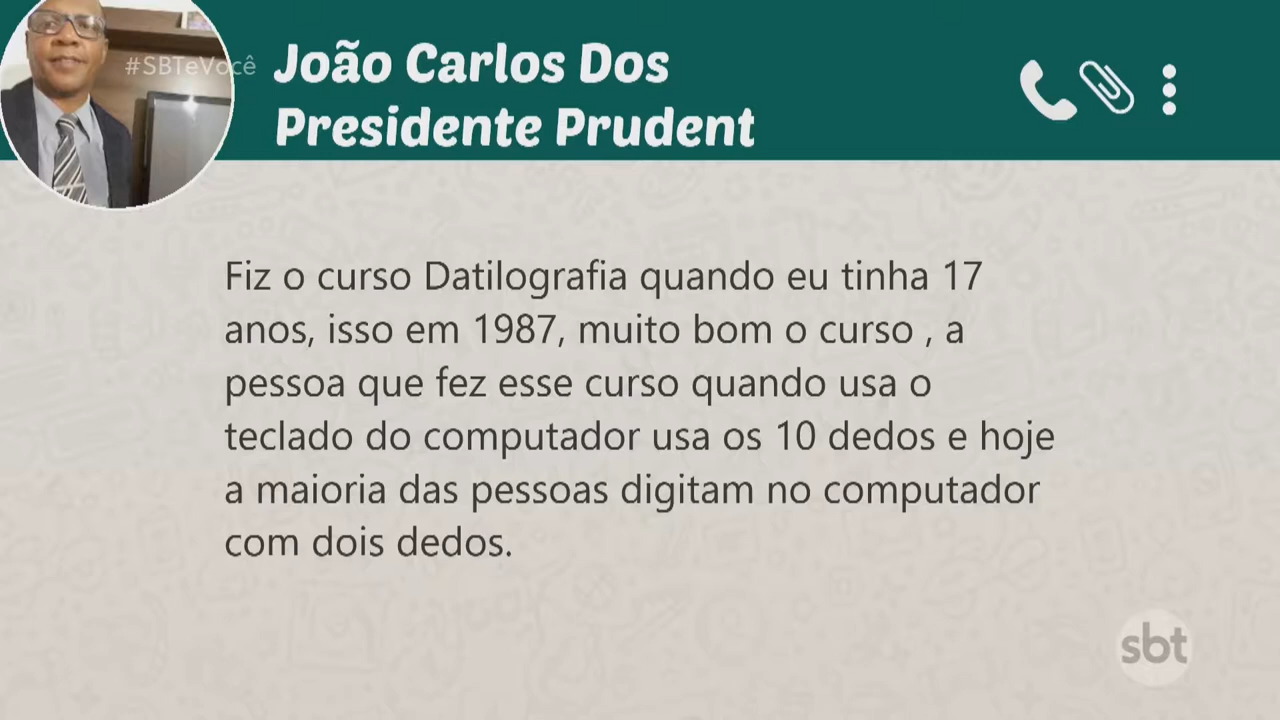 #SBTeVocê
João Carlos Dos
Presidente Prudent
Fiz o curso Datilografia quando eu tinha 17
anos, isso em 1987, muito bom o curso , a
pessoa que fez esse curso quando usa o
teclado do computador usa os 10 dedos e hoje
a maioria das pessoas digitam no computador
com dois dedos.
sbt